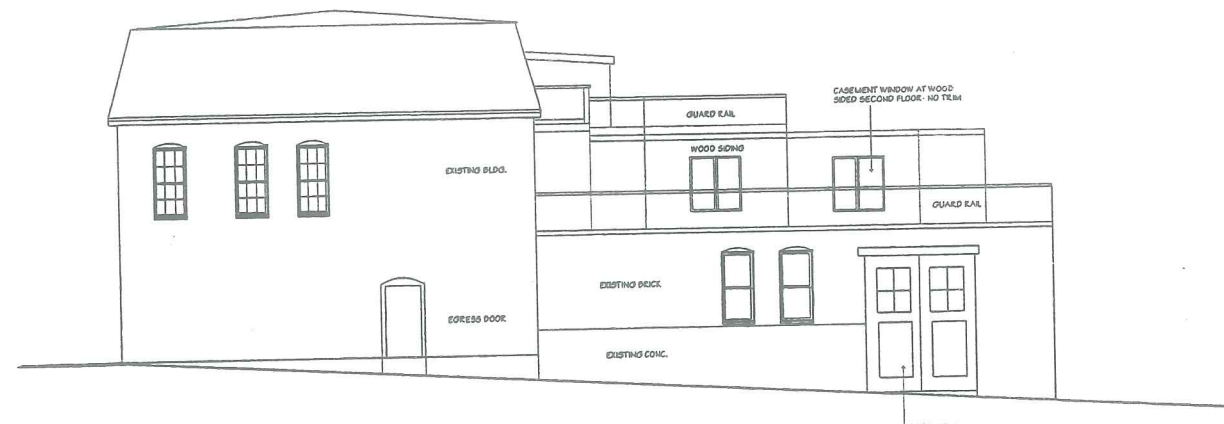 CASEMENT WINDOW AT WOOD
SIDED SECOND FLOOR - NO TRIM
GUARD RAIL
WOOD SIDING
EXISTING BLDG.
GUARD RAIL
EXISTING BRICK
EGRESS DOOR
EXISTING CONC.